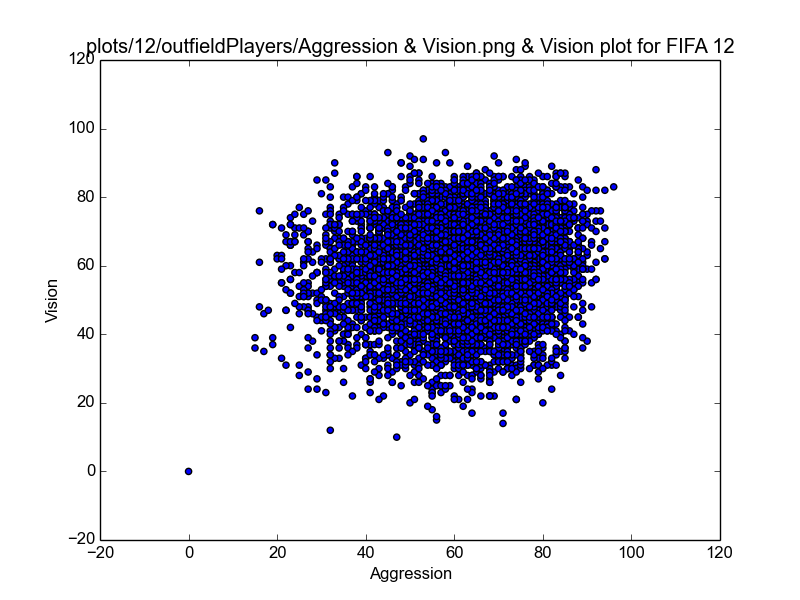 plots/12/outfieldPlayers/Aggression & Vision.png & Vision plot for FIFA 12
120
100
80
60
40
20
0
−20
Vision
−20 0 20 40 60 80 100 120
Aggression